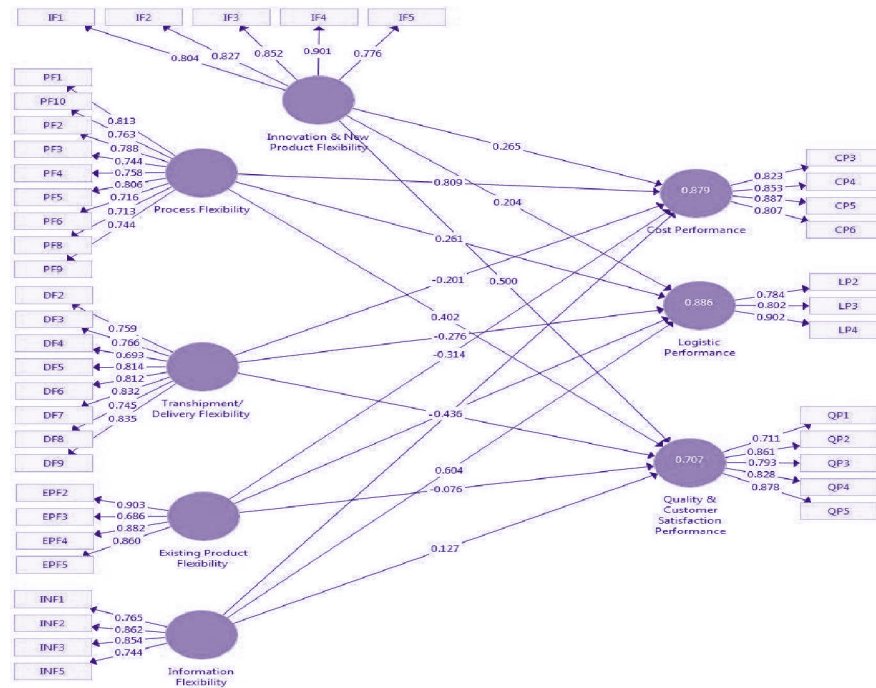 IF1 IF2 IF3 IF4 IF5
0.804 0.827 0.852 0.901 0.776
Innovation & New
Product Flexibility
PF1
PF10
PF2
PF3
PF4
PF5
PF6
PF8
PF9
0.813
0.763
0.788
0.744
0.758
0.806
0.716
0.713
0.744
Process Flexibility
DF2
DF3
DF4
DF5
DF6
DF7
DF8
DF9
0.759
0.766
0.693
0.814
0.812
0.832
0.745
0.835
Transhipment/
Delivery Flexibility
EPF2
EPF3
EPF4
EPF5
0.903
0.686
0.882
0.860
Existing Product
Flexibility
INF1
INF2
INF3
INF5
0.765
0.862
0.854
0.744
Information
Flexibility
0.265
0.809
0.204
0.261
-0.201
0.500
0.402
-0.276
-0.314
-0.436
0.604
-0.076
0.127
0.879
Cost Performance
0.823
0.853
0.887
0.807
CP3
CP4
CP5
CP6
0.886
Logistic
Performance
0.784
0.802
0.902
LP2
LP3
LP4
0.707
Quality &
Customer
Satisfaction
Performance
0.711
0.861
0.793
0.828
0.878
QP1
QP2
QP3
QP4
QP5